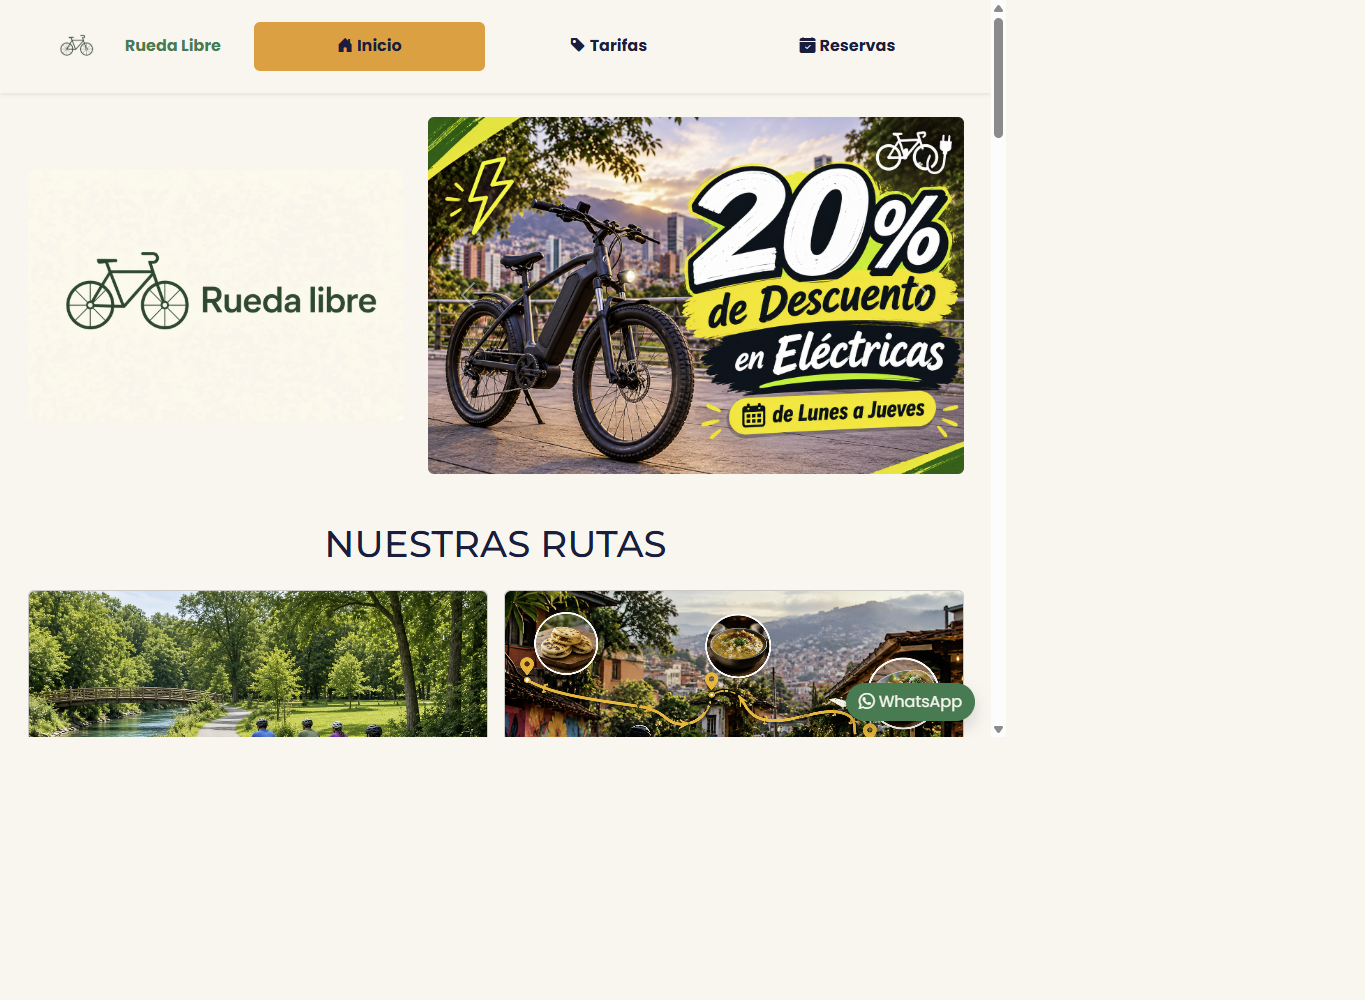 Rueda Libre
Inicio
Tarifas
Reservas
Rueda libre
20%
de Descuento
en Eléctricas
de Lunes a Jueves
NUESTRAS RUTAS
WhatsApp